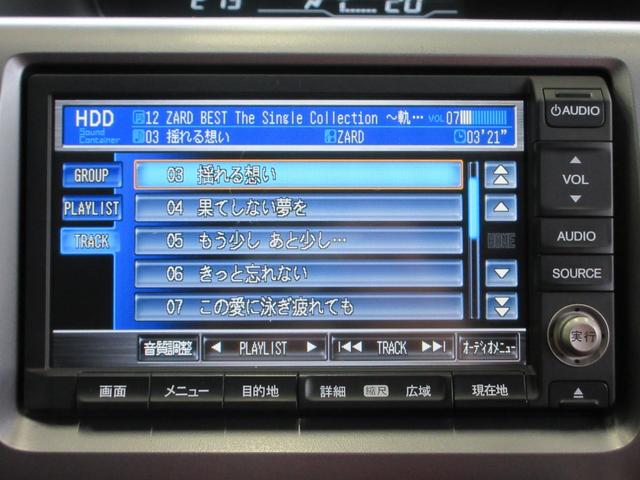 HDD Sound Container
12 ZARD BEST The Single Collection ～軌… VOL 07
03 揺れる想い ZARD 03'21"
GROUP
PLAYLIST
TRACK
03 揺れる想い
04 果てしない夢を
05 もう少し あと少し…
06 きっと忘れない
07 この愛に泳ぎ疲れても
HOME
音質調整 ◀ PLAYLIST ▶ I◀◀ TRACK ▶▶I オーディオメニュー
画面 メニュー 目的地 詳細 縮尺 広域 現在地
AUDIO
▲
VOL
▼
AUDIO
SOURCE
実行